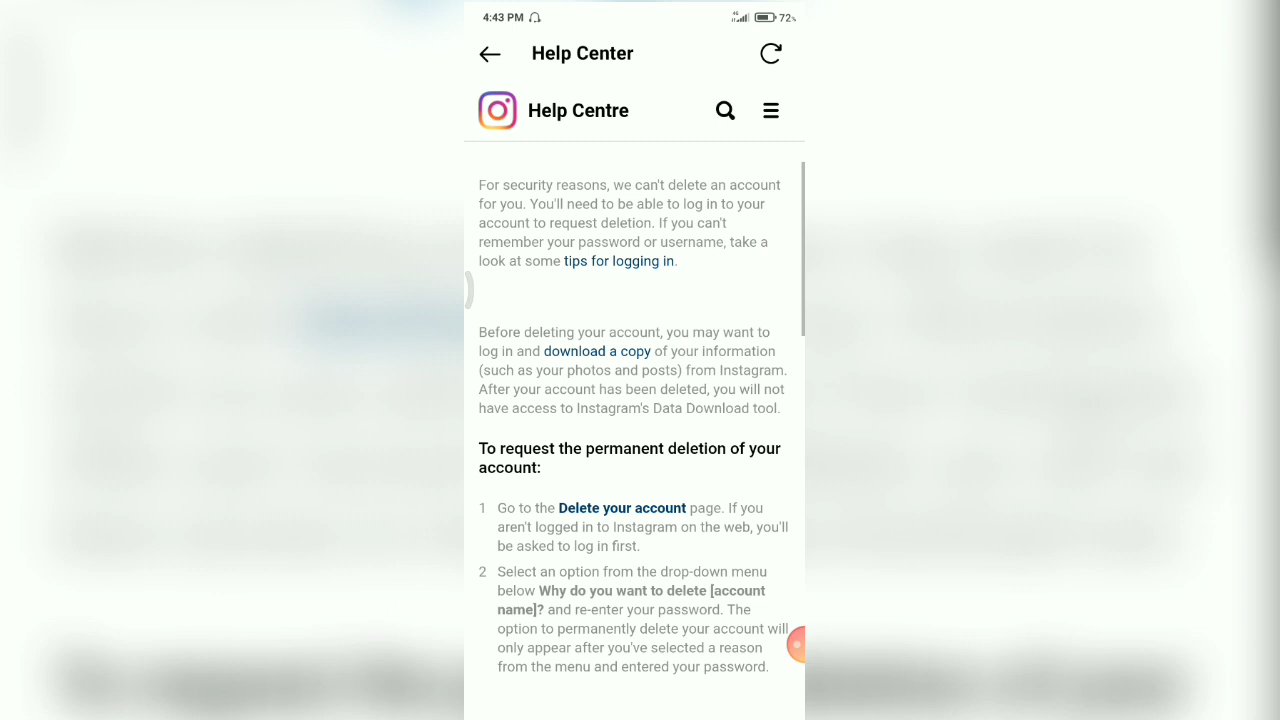 4:43 PM
4G
72%
Help Center
Help Centre
For security reasons, we can't delete an account
for you. You'll need to be able to log in to your
account to request deletion. If you can't
remember your password or username, take a
look at some tips for logging in.
Before deleting your account, you may want to
log in and download a copy of your information
(such as your photos and posts) from Instagram.
After your account has been deleted, you will not
have access to Instagram's Data Download tool.
To request the permanent deletion of your
account:
1 Go to the Delete your account page. If you
aren't logged in to Instagram on the web, you'll
be asked to log in first.
2 Select an option from the drop-down menu
below Why do you want to delete [account
name]? and re-enter your password. The
option to permanently delete your account will
only appear after you've selected a reason
from the menu and entered your password.